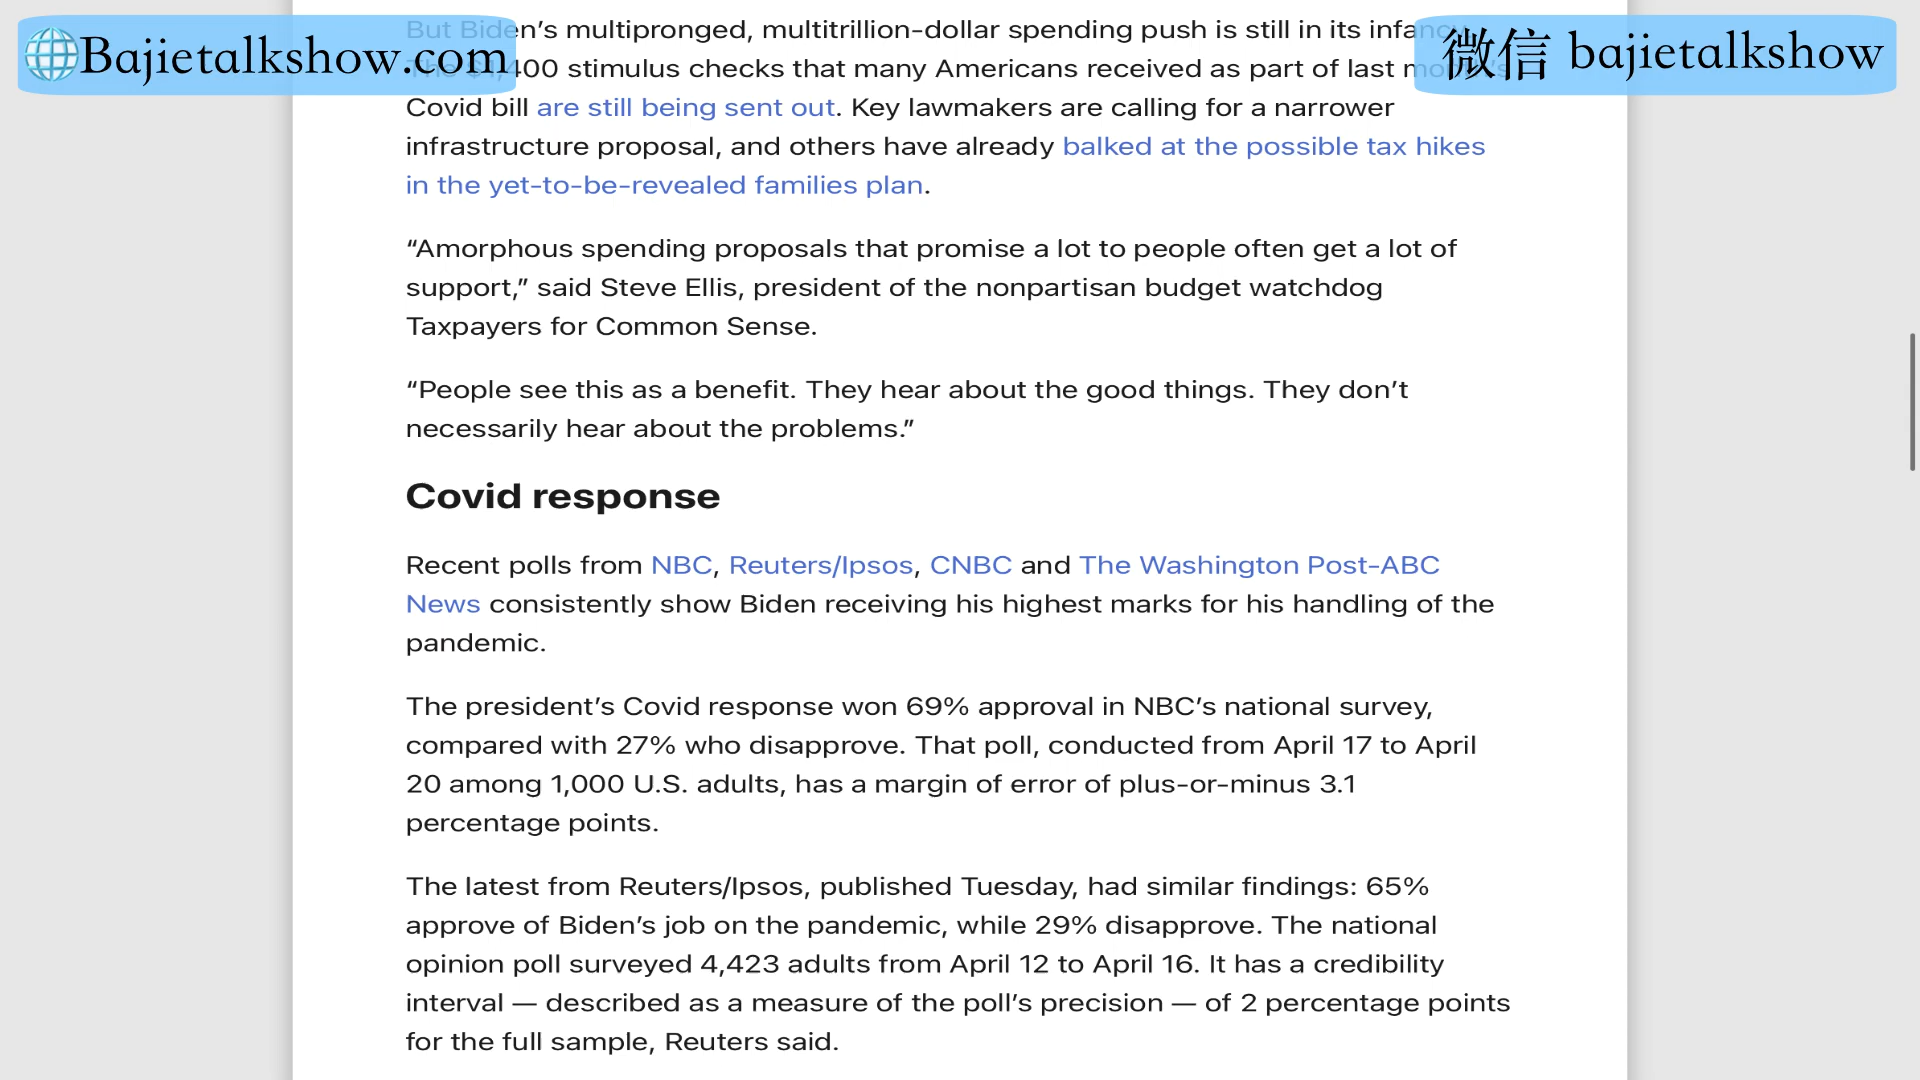 Bajietalkshow.com
微信 bajietalkshow
But Biden’s multipronged, multitrillion-dollar spending push is still in its infancy.
The $1,400 stimulus checks that many Americans received as part of last month’s
Covid bill are still being sent out. Key lawmakers are calling for a narrower
infrastructure proposal, and others have already balked at the possible tax hikes
in the yet-to-be-revealed families plan.
“Amorphous spending proposals that promise a lot to people often get a lot of
support,” said Steve Ellis, president of the nonpartisan budget watchdog
Taxpayers for Common Sense.
“People see this as a benefit. They hear about the good things. They don’t
necessarily hear about the problems.”
Covid response
Recent polls from NBC, Reuters/Ipsos, CNBC and The Washington Post-ABC
News consistently show Biden receiving his highest marks for his handling of the
pandemic.
The president’s Covid response won 69% approval in NBC’s national survey,
compared with 27% who disapprove. That poll, conducted from April 17 to April
20 among 1,000 U.S. adults, has a margin of error of plus-or-minus 3.1
percentage points.
The latest from Reuters/Ipsos, published Tuesday, had similar findings: 65%
approve of Biden’s job on the pandemic, while 29% disapprove. The national
opinion poll surveyed 4,423 adults from April 12 to April 16. It has a credibility
interval — described as a measure of the poll’s precision — of 2 percentage points
for the full sample, Reuters said.